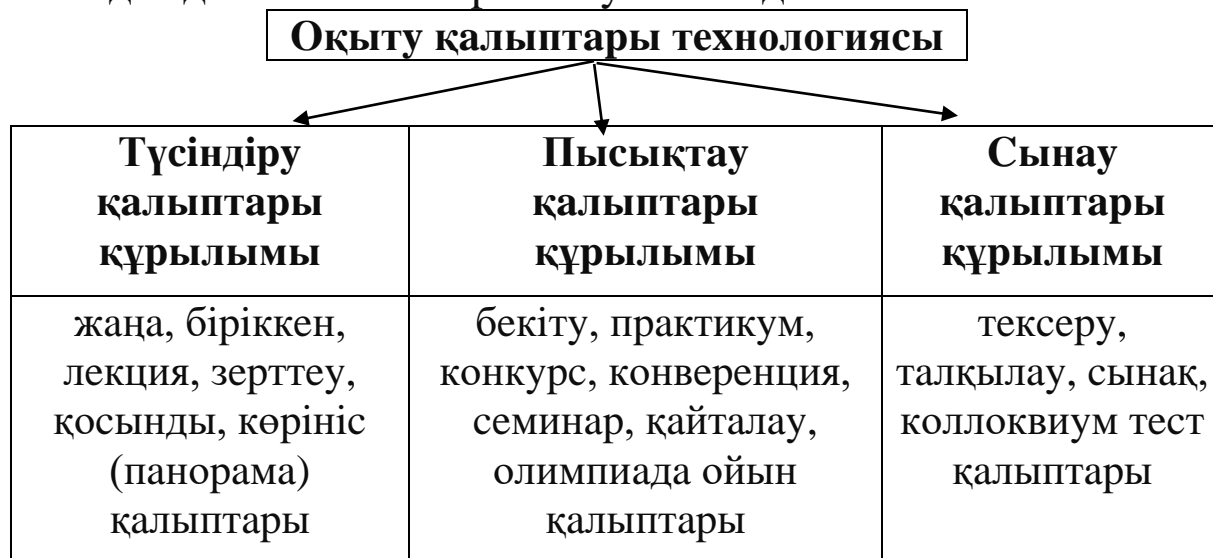 Оқыту қалыптары технологиясы
Түсіндіру
қалыптары
құрылымы
Пысықтау
қалыптары
құрылымы
Сынау
қалыптары
құрылымы
жаңа, біріккен,
лекция, зерттеу,
қосынды, көрініс
(панорама)
қалыптары
бекіту, практикум,
конкурс, конверенция,
семинар, қайталау,
олимпиада ойын
қалыптары
тексеру,
талқылау, сынақ,
коллоквиум тест
қалыптары